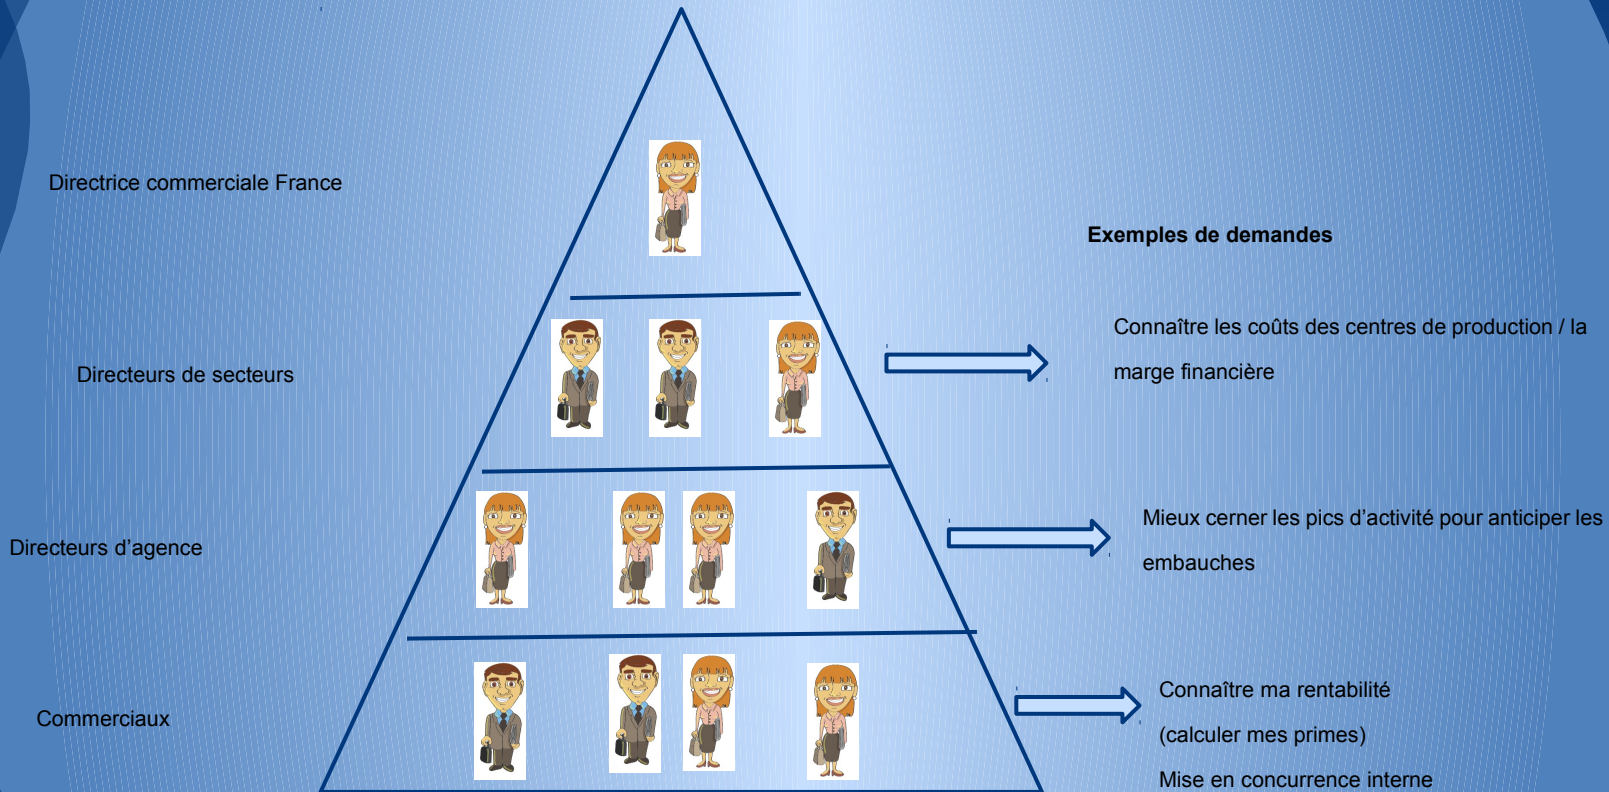 Directrice commerciale France
Exemples de demandes
Directeurs de secteurs
Connaître les coûts des centres de production / la
marge financière
Directeurs d’agence
Mieux cerner les pics d’activité pour anticiper les
embauches
Commerciaux
Connaître ma rentabilité
(calculer mes primes)
Mise en concurrence interne